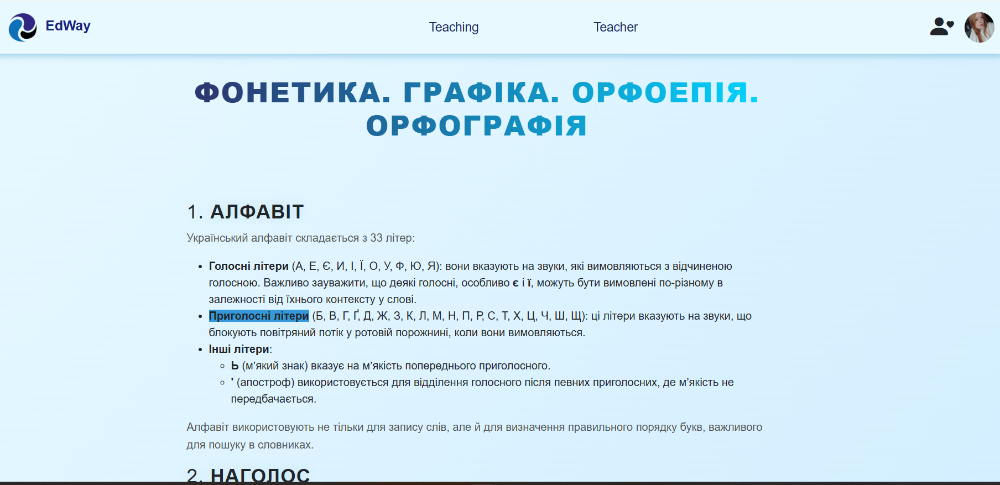 EdWay
Teaching
Teacher
ФОНЕТИКА. ГРАФІКА. ОРФОЕПІЯ.
ОРФОГРАФІЯ
1. АЛФАВІТ
Український алфавіт складається з 33 літер:
• Голосні літери (А, Е, Є, И, І, Ї, О, У, Ф, Ю, Я): вони вказують на звуки, які вимовляються з відчиненою
голосною. Важливо зауважити, що деякі голосні, особливо є і ї, можуть бути вимовлені по-різному в
залежності від їхнього контексту у слові.
• Приголосні літери (Б, В, Г, Ґ, Д, Ж, З, К, Л, М, Н, П, Р, С, Т, Х, Ц, Ч, Ш, Щ): ці літери вказують на звуки, що
блокують повітряний потік у ротовій порожнині, коли вони вимовляються.
• Інші літери:
◦ Ь (м’який знак) вказує на м’якість попереднього приголосного.
◦ ' (апостроф) використовується для відділення голосного після певних приголосних, де м’якість не
передбачається.
Алфавіт використовують не тільки для запису слів, але й для визначення правильного порядку букв, важливого
для пошуку в словниках.
2. НАГОЛОС